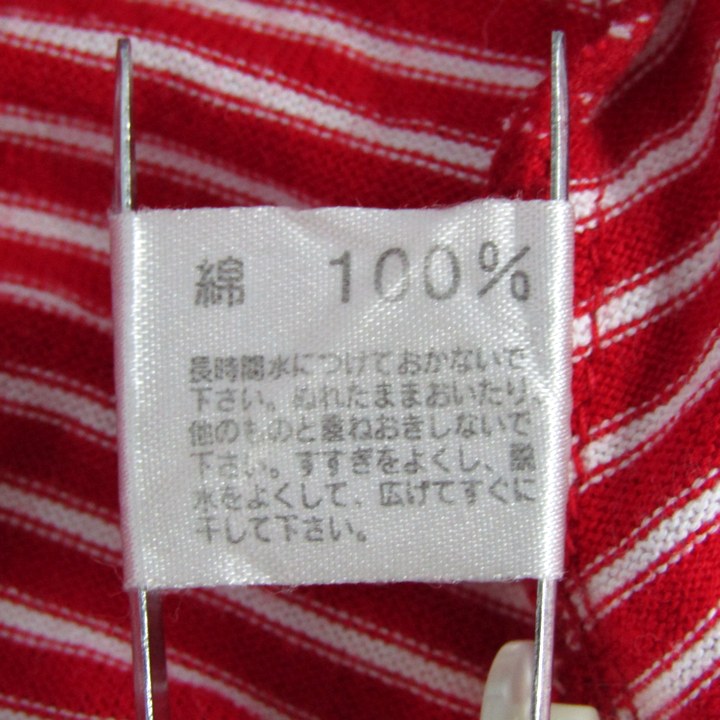 綿 100%
長時間水につけておかないで
下さい。ぬれたままおいたり、
他のものと重ねおきしないで
下さい。すすぎをよくし、脱
水をよくして、広げてすぐに
干して下さい。